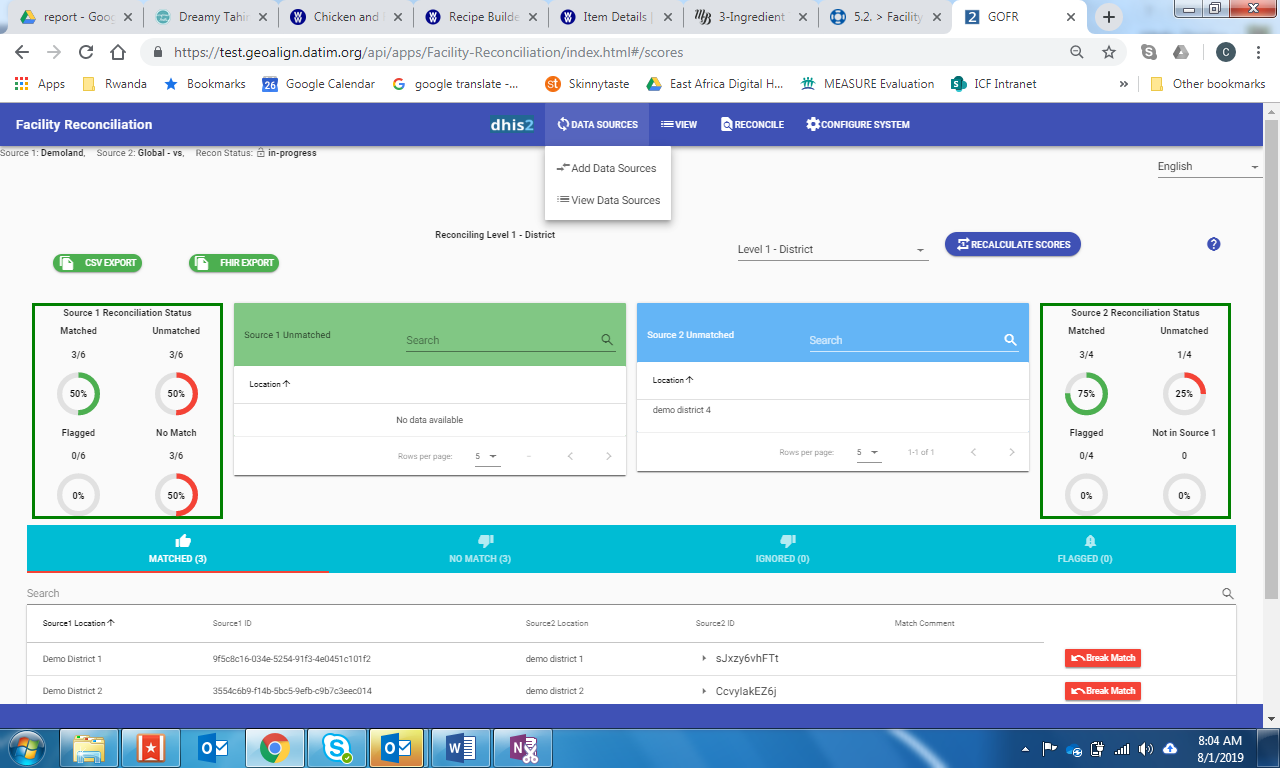 report - Goog
Dreamy Tahin
Chicken and
Recipe Builde
Item Details |
3-Ingredient
5.2. > Facility
GOFR
https://test.geoalign.datim.org/api/apps/Facility-Reconciliation/index.html#/scores
C
Apps
Rwanda
Bookmarks
26 Google Calendar
google translate -...
st Skinnytaste
East Africa Digital H...
MEASURE Evaluation
ICF Intranet
»
Other bookmarks
Facility Reconciliation
dhis2
DATA SOURCES
VIEW
RECONCILE
CONFIGURE SYSTEM
Source 1: Demoland, Source 2: Global - vs, Recon Status: in-progress
Add Data Sources
View Data Sources
English
Reconciling Level 1 - District
Level 1 - District
RECALCULATE SCORES
?
CSV EXPORT
FHIR EXPORT
Source 1 Reconciliation Status
Matched Unmatched
3/6 3/6
50% 50%
Flagged No Match
0/6 3/6
0% 50%
Source 1 Unmatched
Search
Location
No data available
Rows per page: 5 –
Source 2 Unmatched
Search
Location
demo district 4
Rows per page: 5 1-1 of 1
Source 2 Reconciliation Status
Matched Unmatched
3/4 1/4
75% 25%
Flagged Not in Source 1
0/4 0
0% 0%
MATCHED (3)
NO MATCH (3)
IGNORED (0)
FLAGGED (0)
Search
Source1 Location Source1 ID Source2 Location Source2 ID Match Comment
Demo District 1 9f5c8c16-034e-5254-91f3-4e0451c101f2 demo district 1 sJxzy6vhFTt Break Match
Demo District 2 3554c6b9-f14b-5bc5-9efb-c9b7c3eec014 demo district 2 CcvylakEZ6j Break Match
8:04 AM
8/1/2019